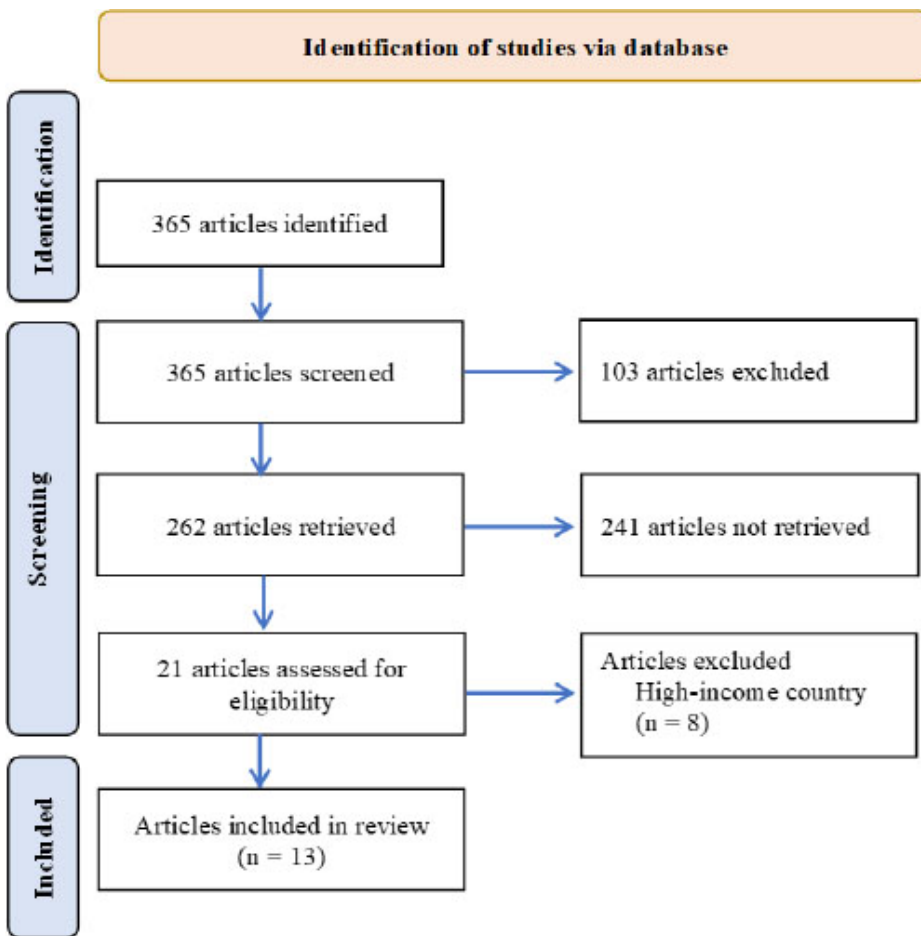 Identification of studies via database
Identification
365 articles identified
Screening
365 articles screened
103 articles excluded
262 articles retrieved
241 articles not retrieved
21 articles assessed for
eligibility
Articles excluded
High-income country
(n = 8)
Included
Articles included in review
(n = 13)